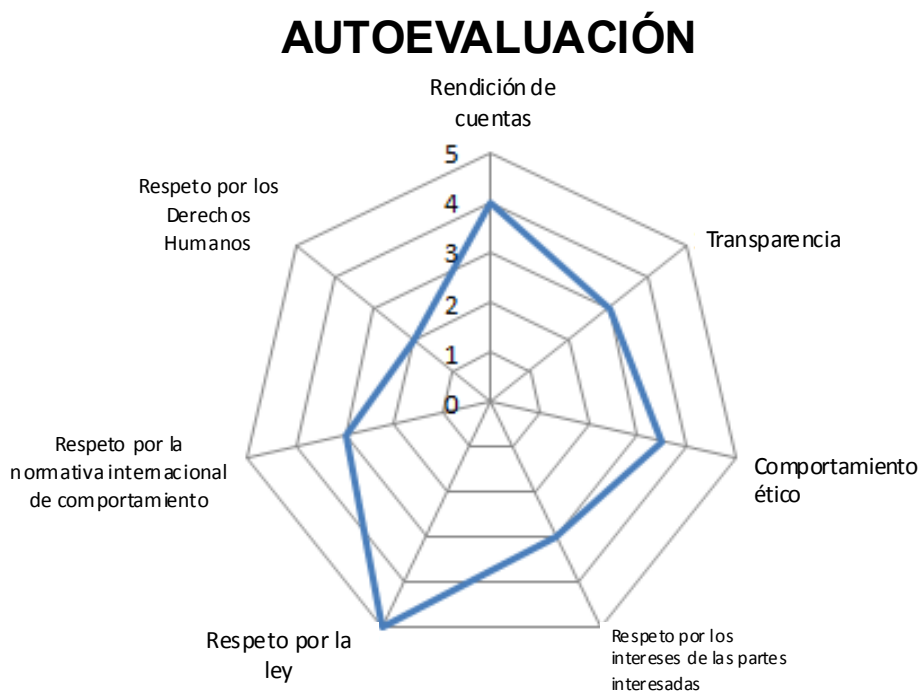 AUTOEVALUACIÓN
Rendición de
cuentas
5
4
3
2
1
0
Transparencia
Comportamiento
ético
Respeto por los
intereses de las partes
interesadas
Respeto por la
ley
Respeto por la
normativa internacional
de comportamiento
Respeto por los
Derechos
Humanos